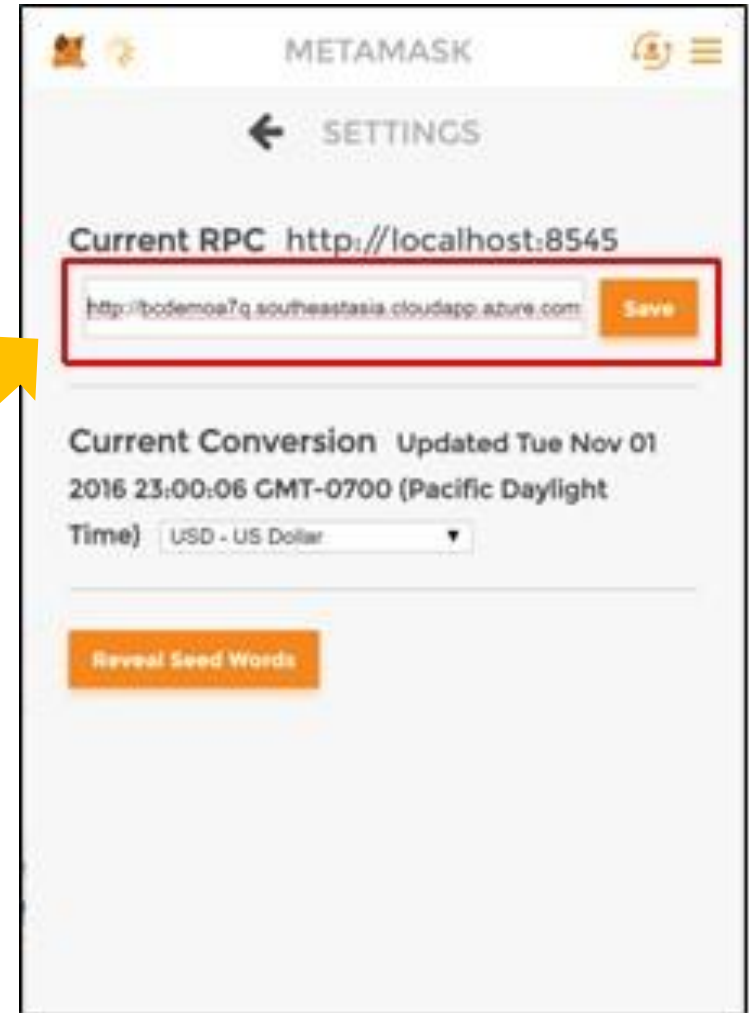 METAMASK
SETTINGS
Current RPC http://localhost:8545
http://bcdemoa7q.southeastasia.cloudapp.azure.com
Save
Current Conversion Updated Tue Nov 01
2016 23:00:06 GMT-0700 (Pacific Daylight
Time) USD - US Dollar
Reveal Seed Words